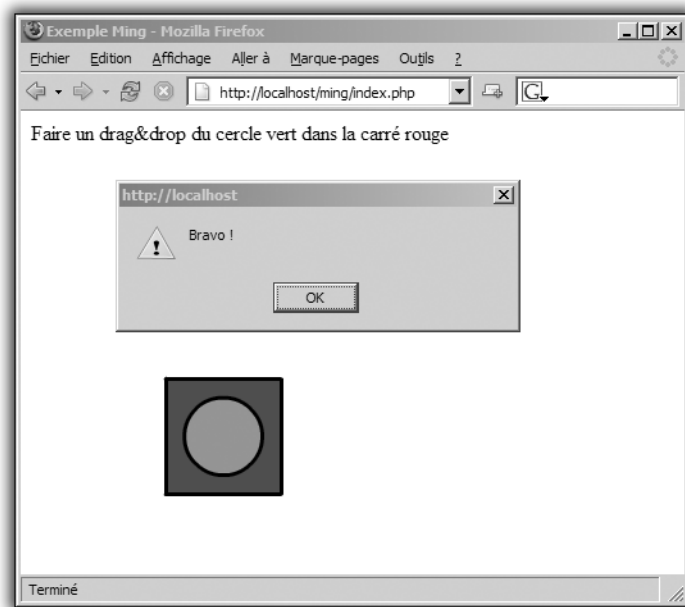 Exemple Ming - Mozilla Firefox
Fichier Edition Affichage Aller à Marque-pages Outils ?
http://localhost/ming/index.php G
Faire un drag&drop du cercle vert dans la carré rouge
http://localhost
Bravo !
OK
Terminé